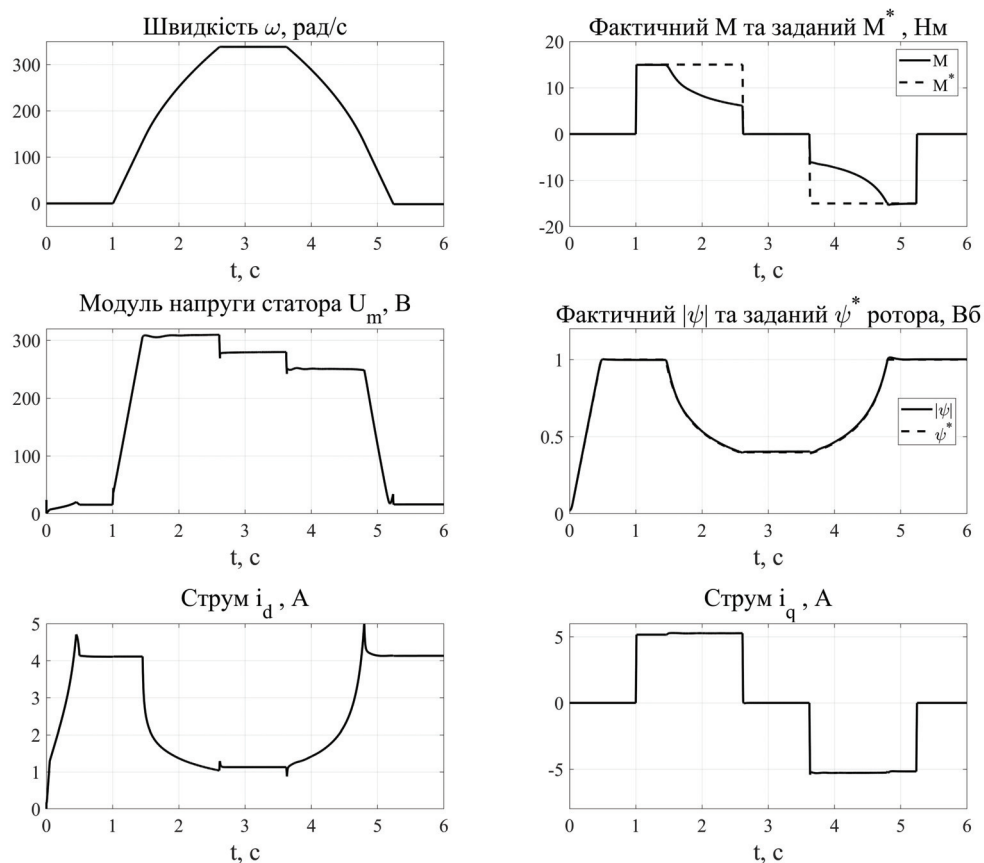 Швидкість ω, рад/с
300
200
100
0
0 1 2 3 4 5 6
t, с
Фактичний M та заданий M* , Нм
20
10
0
-10
-20
M
M*
0 1 2 3 4 5 6
t, с
Модуль напруги статора U_m, В
300
200
100
0
0 1 2 3 4 5 6
t, с
Фактичний |ψ| та заданий ψ* ротора, Вб
1
0.5
0
|ψ|
ψ*
0 1 2 3 4 5 6
t, с
Струм i_d , А
5
4
3
2
1
0
0 1 2 3 4 5 6
t, с
Струм i_q , А
5
0
-5
0 1 2 3 4 5 6
t, с